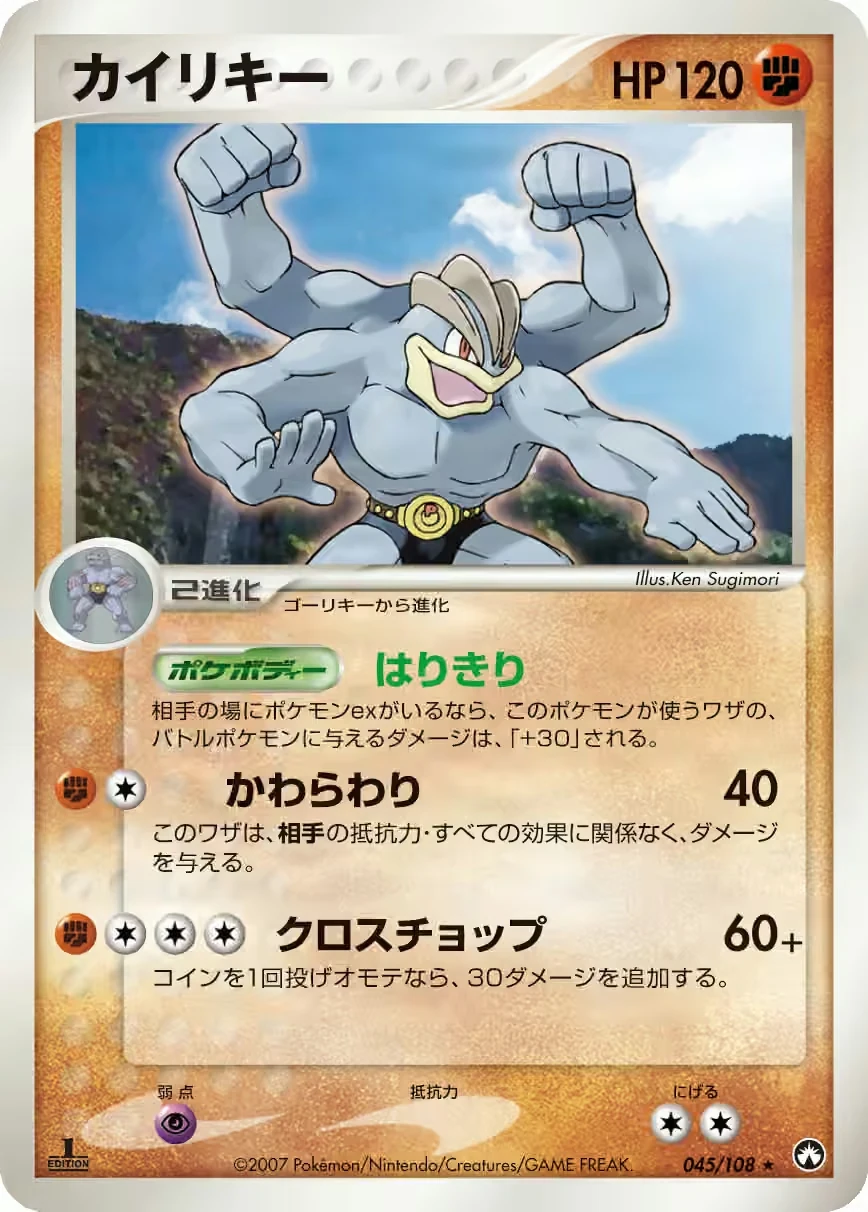 カイリキー HP120
Illus.Ken Sugimori
2進化 ゴーリキーから進化
ポケボディー はりきり
相手の場にポケモンexがいるなら、このポケモンが使うワザの、
バトルポケモンに与えるダメージは、「+30」される。
かわらわり 40
このワザは、相手の抵抗力・すべての効果に関係なく、ダメージ
を与える。
クロスチョップ 60+
コインを1回投げオモテなら、30ダメージを追加する。
弱点 抵抗力 にげる
1 EDITION ©2007 Pokémon/Nintendo/Creatures/GAME FREAK. 045/108 ★